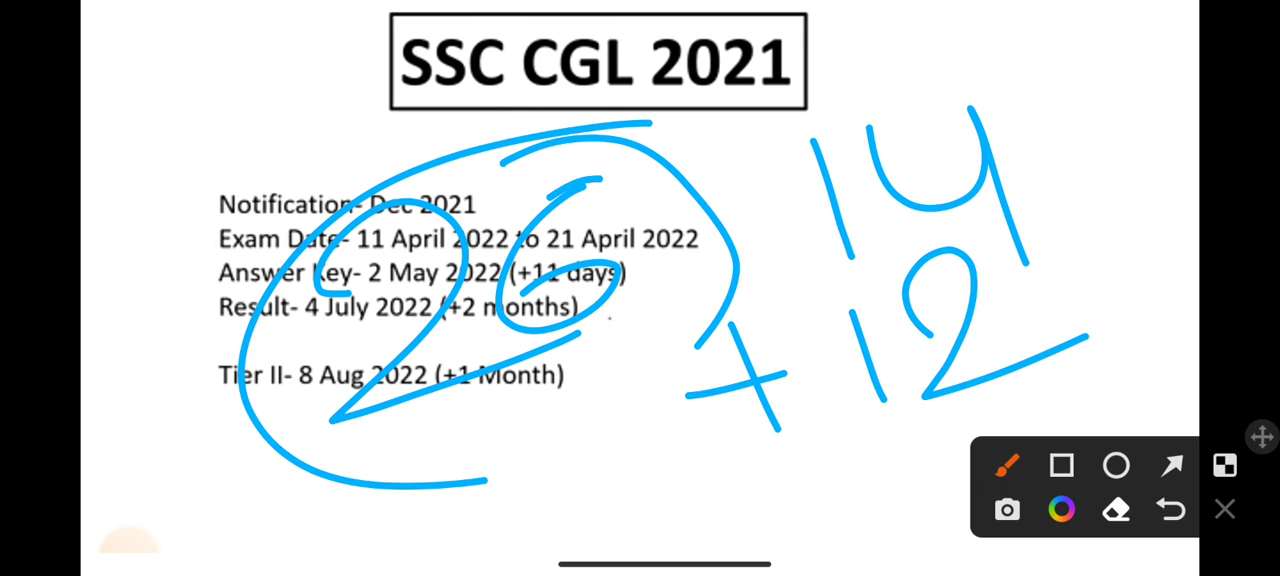 SSC CGL 2021
Notification- Dec 2021
Exam Date- 11 April 2022 to 21 April 2022
Answer Key- 2 May 2022 (+11 days)
Result- 4 July 2022 (+2 months)
Tier II- 8 Aug 2022 (+1 Month)
26
14
+ 12